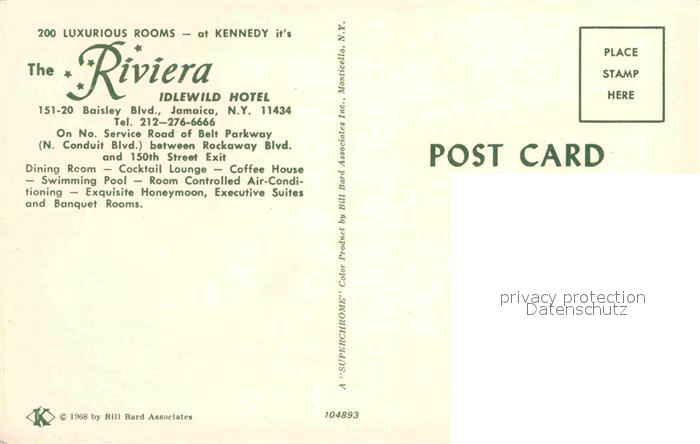 200 LUXURIOUS ROOMS — at KENNEDY it's
The Riviera
IDLEWILD HOTEL
151-20 Baisley Blvd., Jamaica, N.Y. 11434
Tel. 212—276-6666
On No. Service Road of Belt Parkway
(N. Conduit Blvd.) between Rockaway Blvd.
and 150th Street Exit
Dining Room — Cocktail Lounge — Coffee House
— Swimming Pool — Room Controlled Air-Condi-
tioning — Exquisite Honeymoon, Executive Suites
and Banquet Rooms.
K © 1968 by Bill Bard Associates
A "SUPERCHROME" Color Product by Bill Bard Associates Inc., Monticello, N.Y.
104893
PLACE
STAMP
HERE
POST CARD
privacy protection
Datenschutz